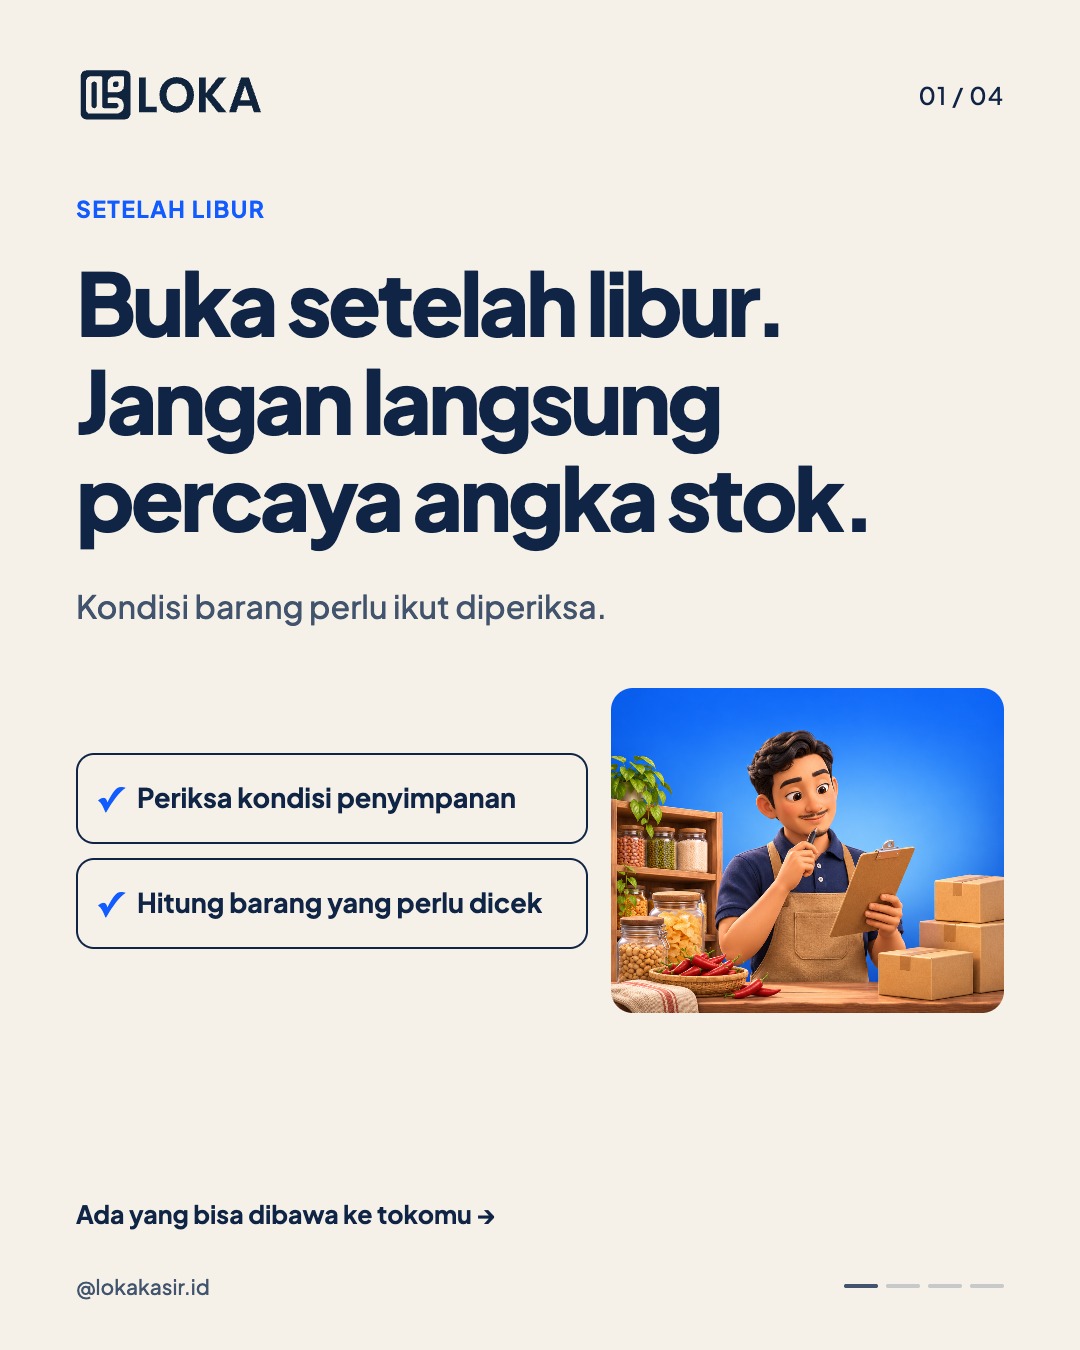 LOKA
01 / 04
SETELAH LIBUR
Buka setelah libur.
Jangan langsung
percaya angka stok.
Kondisi barang perlu ikut diperiksa.
✓ Periksa kondisi penyimpanan
✓ Hitung barang yang perlu dicek
Ada yang bisa dibawa ke tokomu →
@lokakasir.id